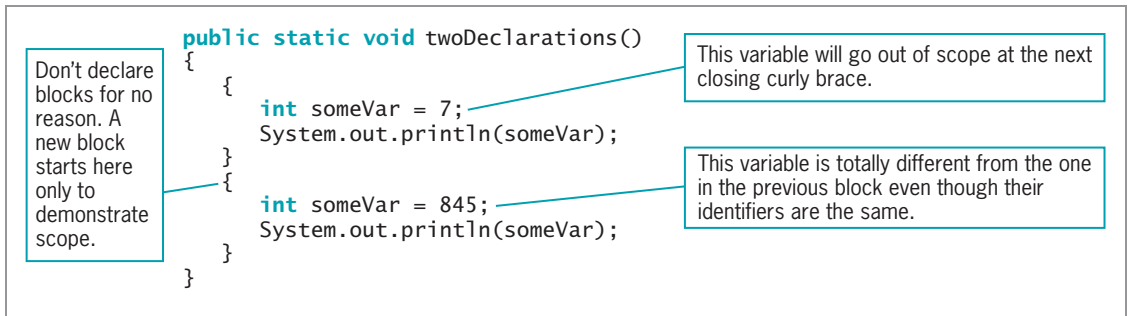 public static void twoDeclarations()
{
{
int someVar = 7;
System.out.println(someVar);
}
{
int someVar = 845;
System.out.println(someVar);
}
}
Don't declare
blocks for no
reason. A
new block
starts here
only to
demonstrate
scope.
This variable will go out of scope at the next
closing curly brace.
This variable is totally different from the one
in the previous block even though their
identifiers are the same.